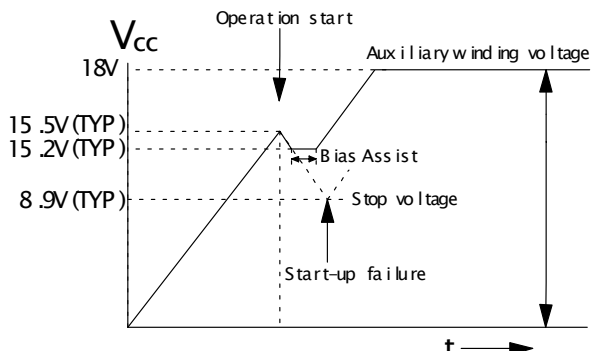 Operation start
Vcc
Auxiliary winding voltage
18V
15.5V(TYP)
15.2V(TYP)
Bias Assist
8.9V(TYP)
Stop voltage
Start-up failure
t